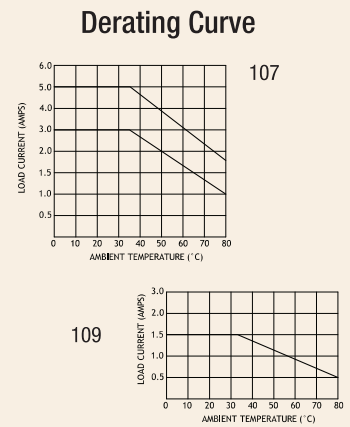 Derating Curve
107
6.0
5.0
4.0
3.0
2.0
1.5
1.0
0.5
LOAD CURRENT (AMPS)
0 10 20 30 40 50 60 70 80
AMBIENT TEMPERATURE (˚C)
109
3.0
2.0
1.5
1.0
0.5
LOAD CURRENT (AMPS)
0 10 20 30 40 50 60 70 80
AMBIENT TEMPERATURE (˚C)